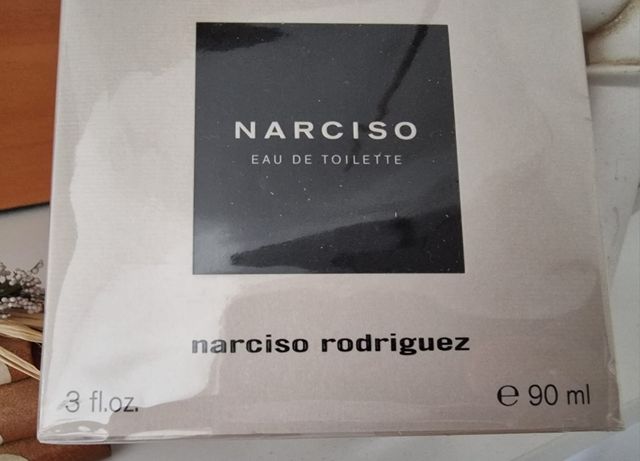 NARCISO
EAU DE TOILETTE
narciso rodriguez
3 fl.oz. ℮ 90 ml